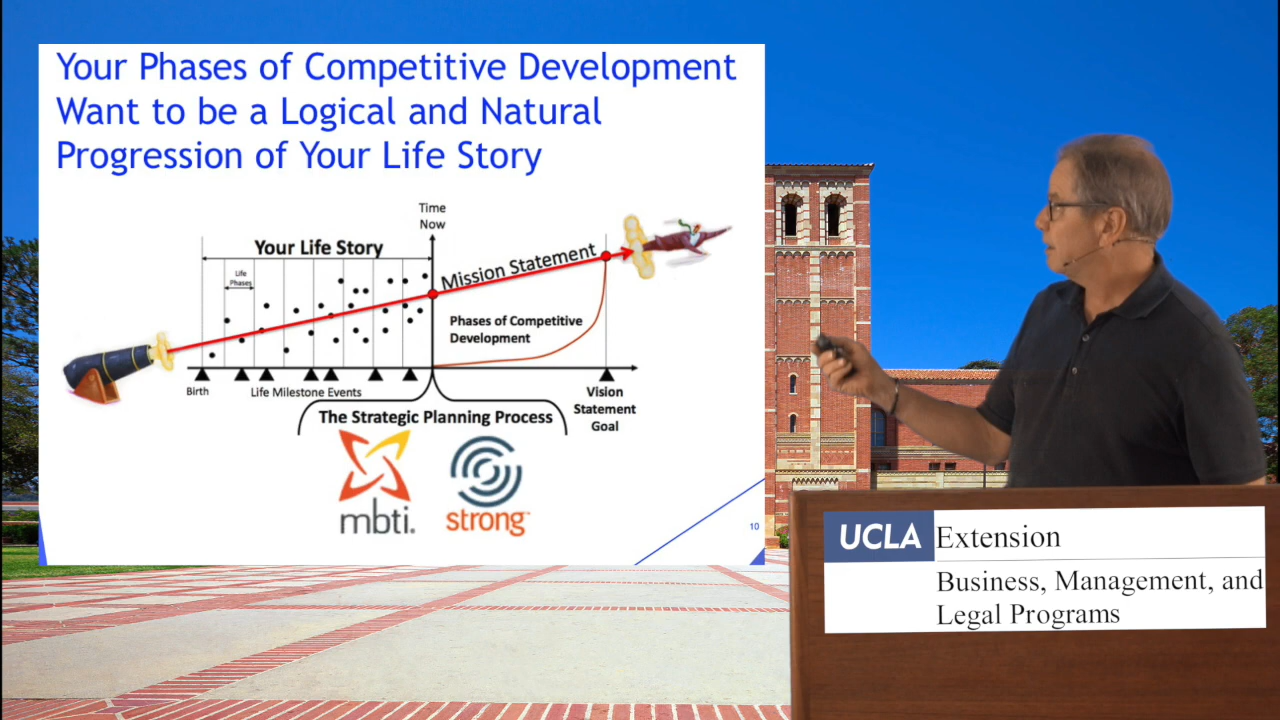 Your Phases of Competitive Development
Want to be a Logical and Natural
Progression of Your Life Story
Time
Now
Your Life Story
Life
Phases
Mission Statement
Phases of Competitive
Development
Birth
Life Milestone Events
Vision
Statement
Goal
The Strategic Planning Process
mbti.
strong
10
UCLA Extension
Business, Management, and
Legal Programs